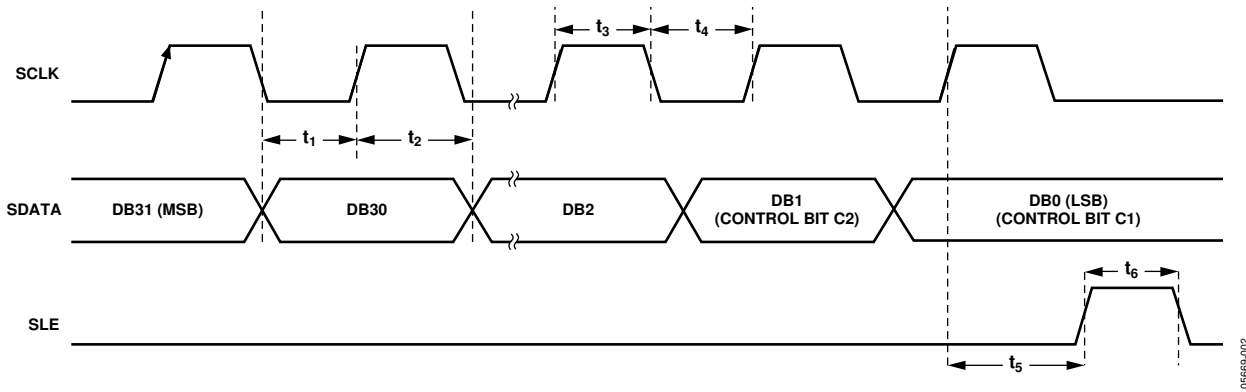 t3
t4
SCLK
t1
t2
SDATA
DB31 (MSB)
DB30
DB2
DB1
(CONTROL BIT C2)
DB0 (LSB)
(CONTROL BIT C1)
t6
SLE
t5
05669-002